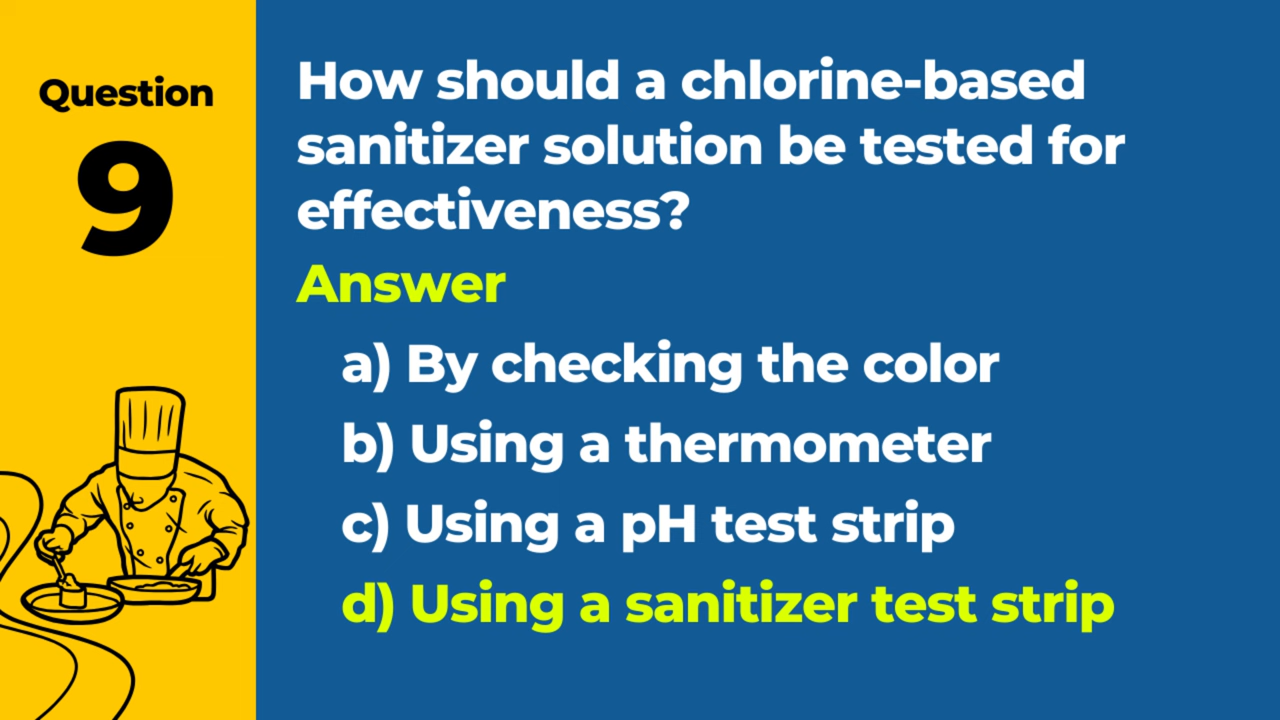 Question
9
How should a chlorine-based
sanitizer solution be tested for
effectiveness?
Answer
a) By checking the color
b) Using a thermometer
c) Using a pH test strip
d) Using a sanitizer test strip